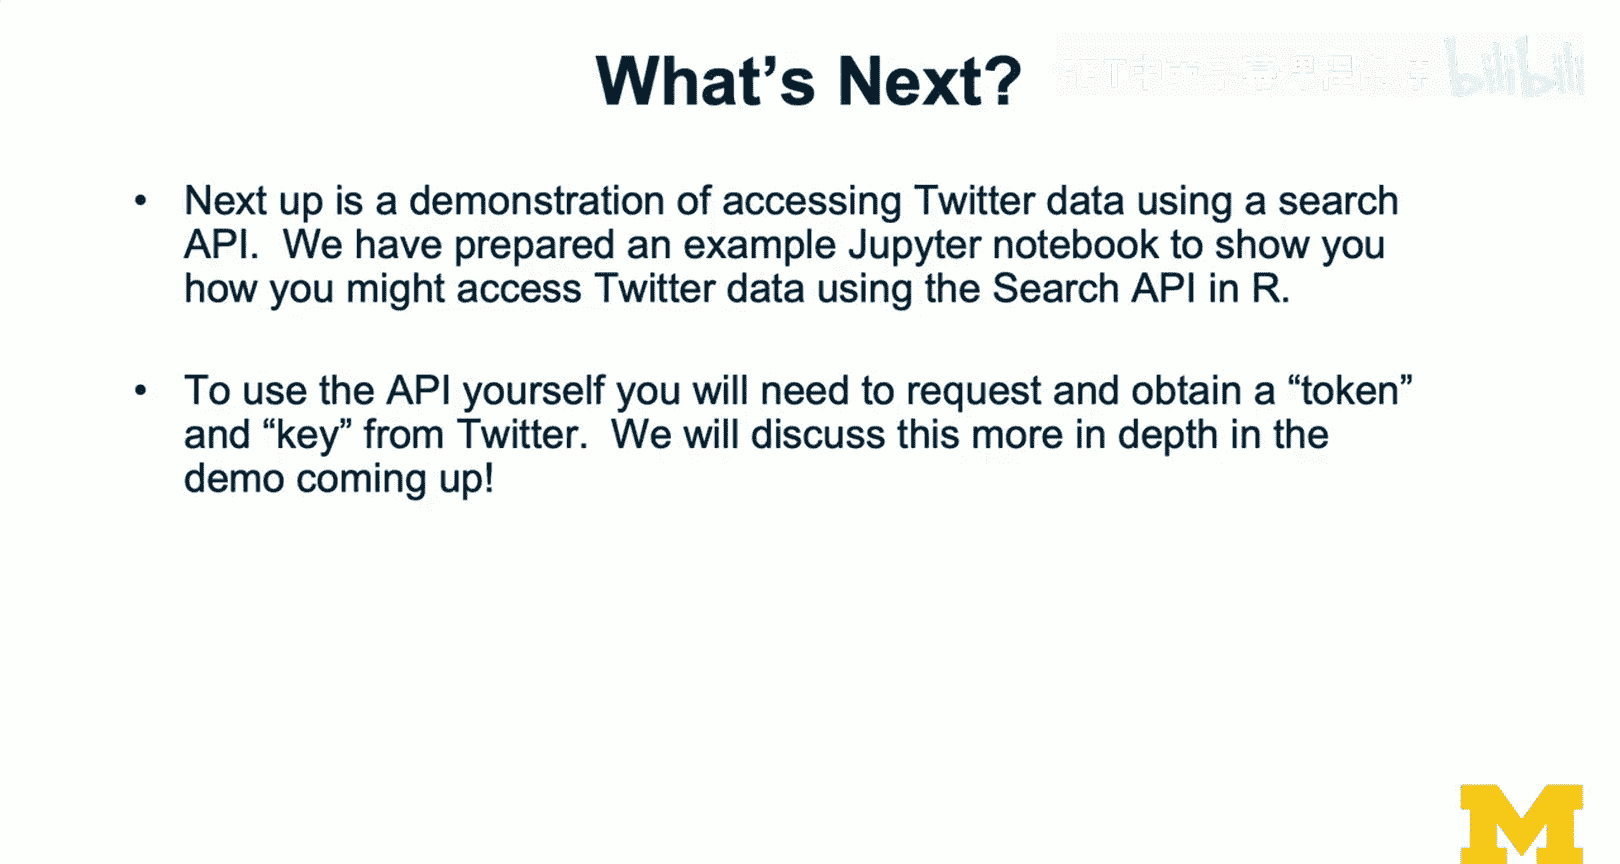 What’s Next?
bilibili
• Next up is a demonstration of accessing Twitter data using a search
API.  We have prepared an example Jupyter notebook to show you
how you might access Twitter data using the Search API in R.
• To use the API yourself you will need to request and obtain a “token”
and “key” from Twitter.  We will discuss this more in depth in the
demo coming up!
M